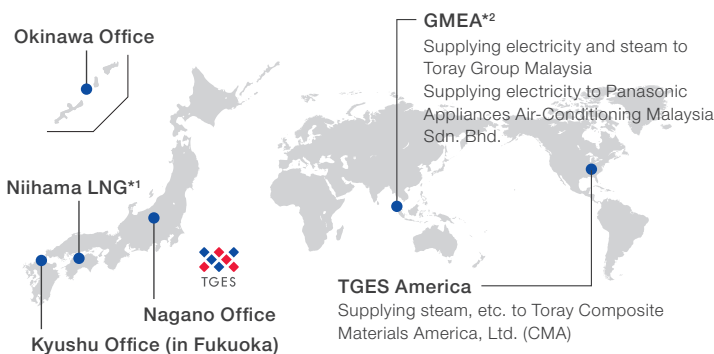 Okinawa Office
Niihama LNG*1
TGES
Nagano Office
Kyushu Office (in Fukuoka)
GMEA*2
Supplying electricity and steam to
Toray Group Malaysia
Supplying electricity to Panasonic
Appliances Air-Conditioning Malaysia
Sdn. Bhd.
TGES America
Supplying steam, etc. to Toray Composite
Materials America, Ltd. (CMA)